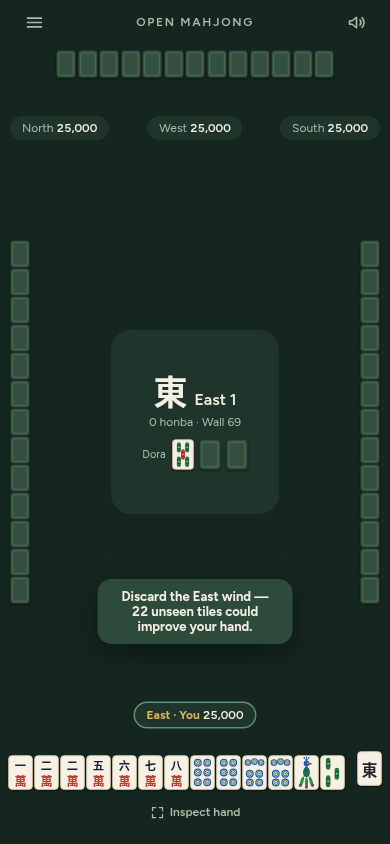 OPEN MAHJONG
North 25,000
West 25,000
South 25,000
東 East 1
0 honba · Wall 69
Dora
Discard the East wind —
22 unseen tiles could
improve your hand.
East · You 25,000
一萬 二萬 二萬 五萬 六萬 七萬 八萬 東
Inspect hand